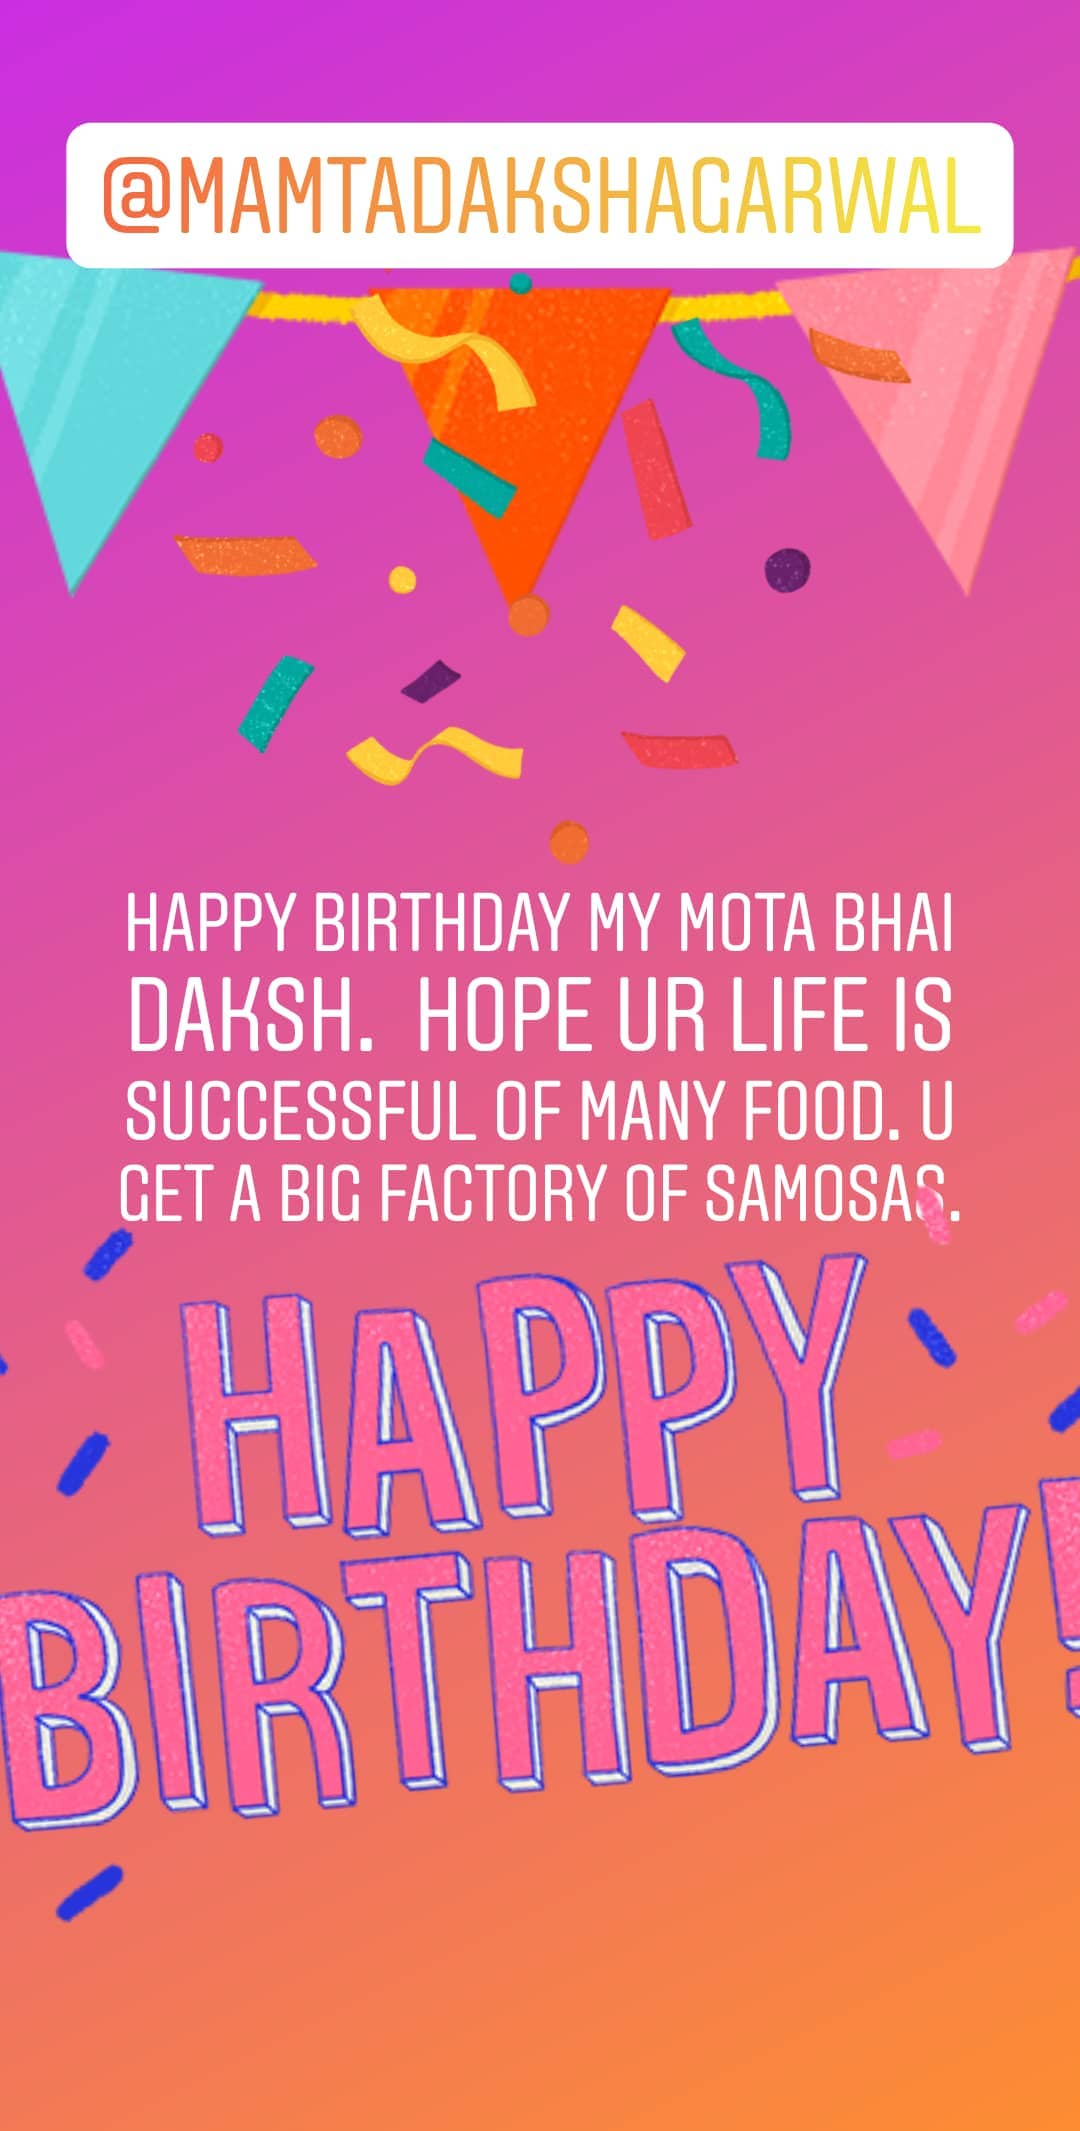 @MAMTADAKSHAGARWAL
HAPPY BIRTHDAY MY MOTA BHAI
DAKSH. HOPE UR LIFE IS
SUCCESSFUL OF MANY FOOD. U
GET A BIG FACTORY OF SAMOSAS.
HAPPY
BIRTHDAY!